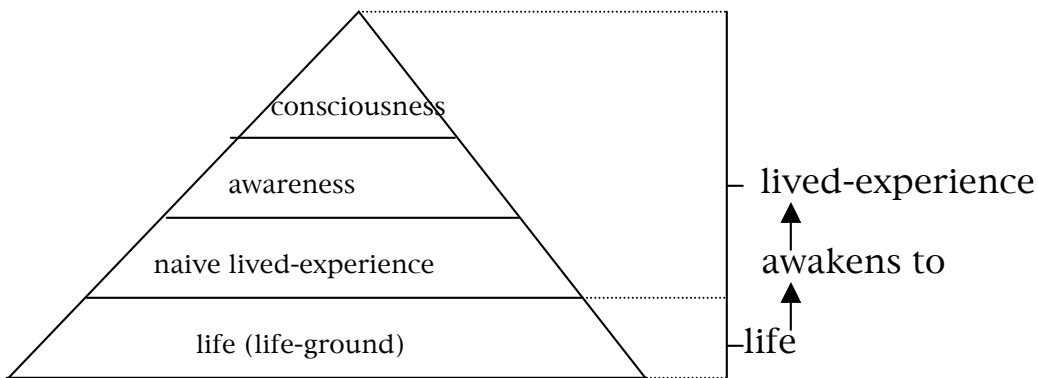 consciousness
awareness
lived-experience
naive lived-experience
awakens to
life (life-ground)
life